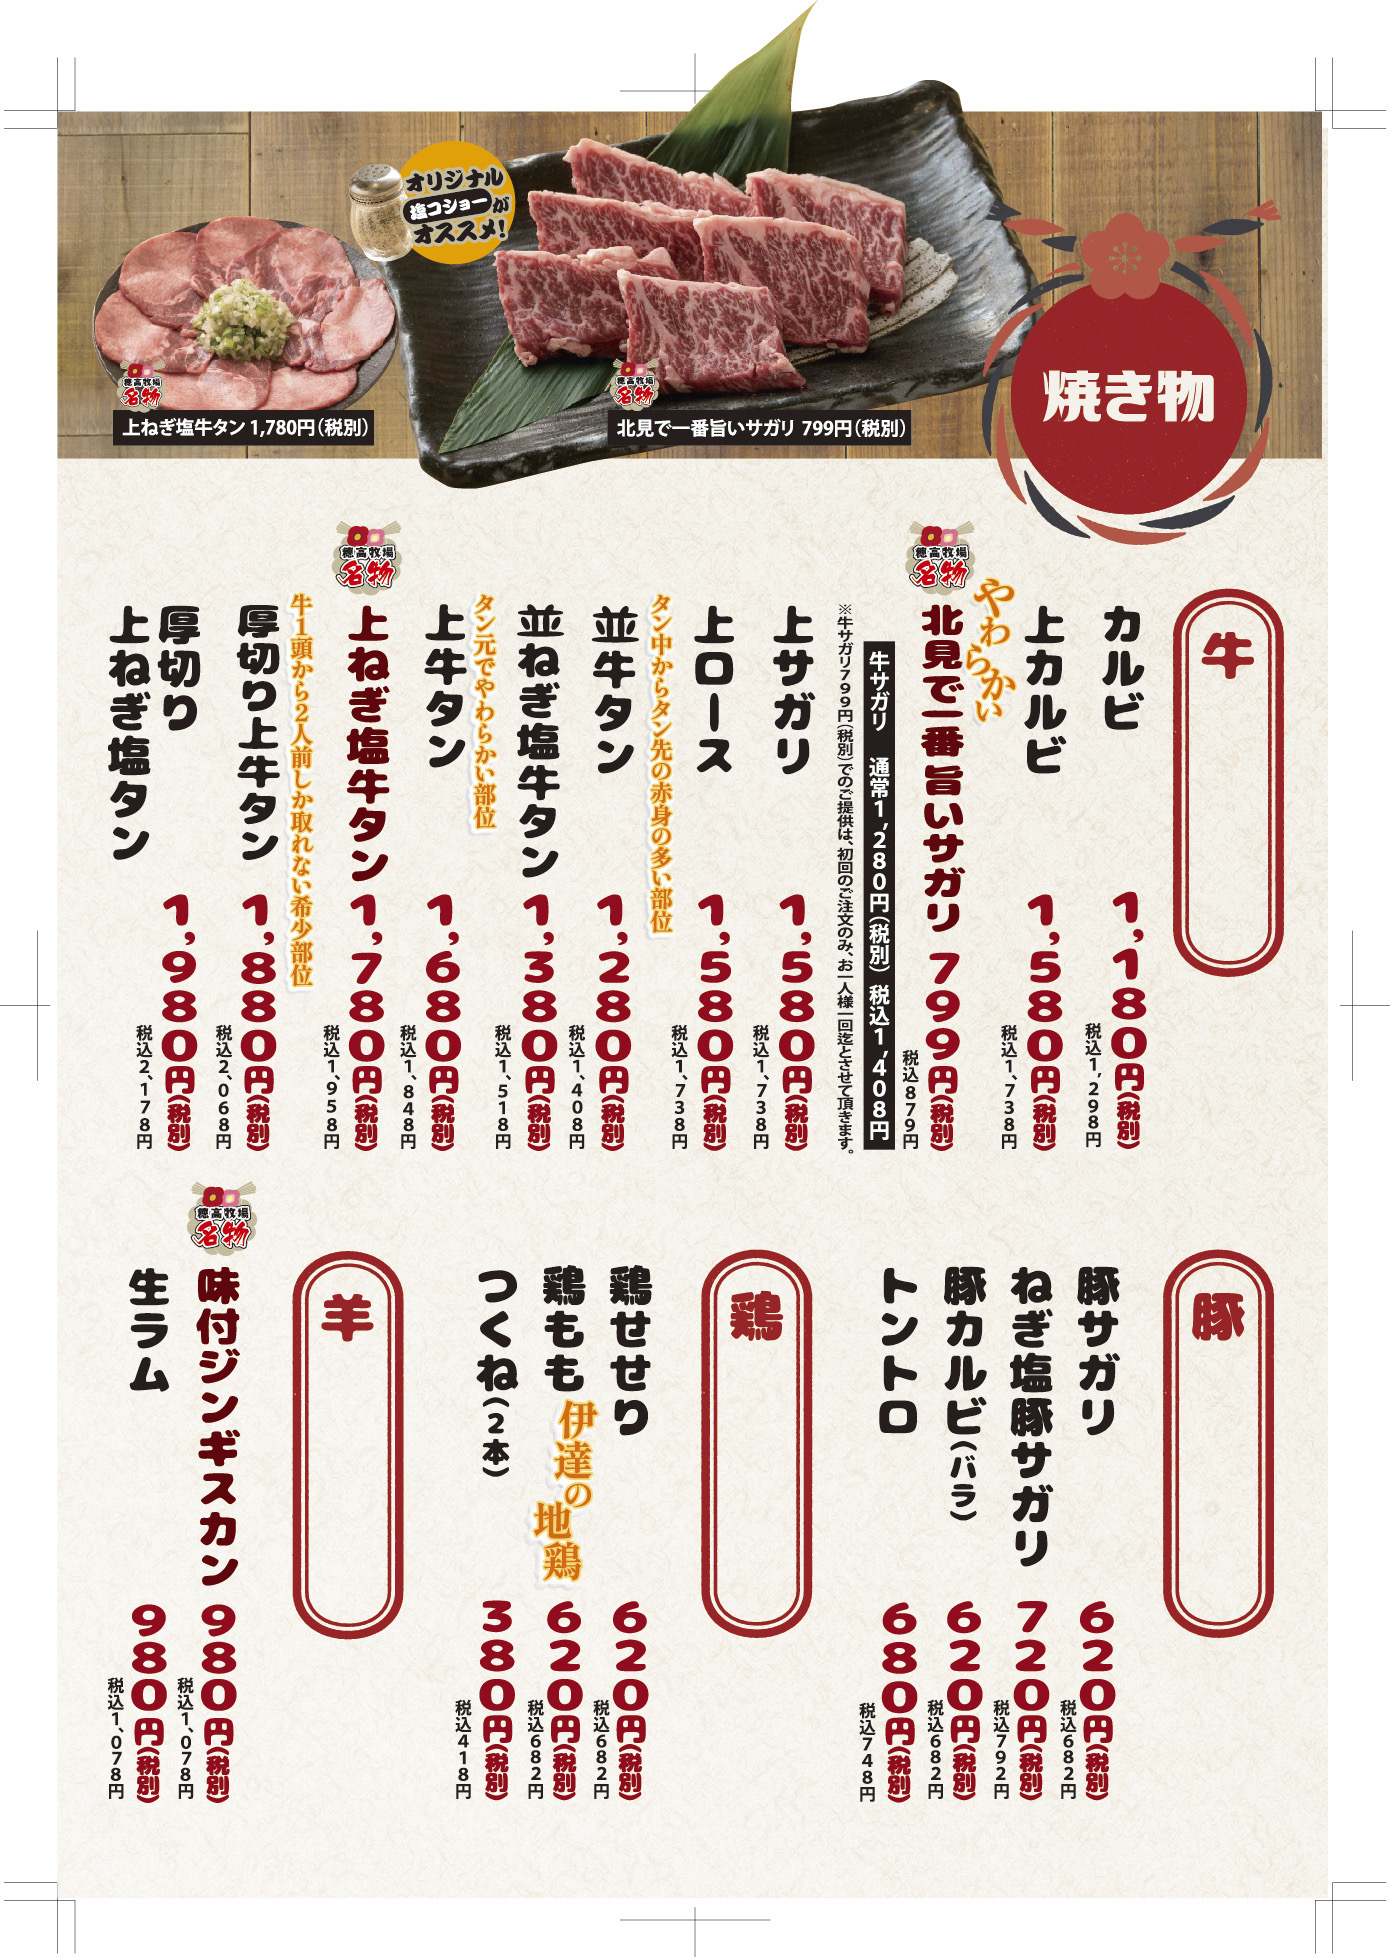 オリジナル
塩コショーが
オススメ!
穂高牧場
名物
上ねぎ塩牛タン 1,780円(税別)
穂高牧場
名物
北見で一番旨いサガリ 799円(税別)
焼き物
牛
カルビ 1,180円(税別)
税込1,298円
上カルビ 1,580円(税別)
税込1,738円
やわらかい
穂高牧場
名物
北見で一番旨いサガリ 799円(税別)
税込879円
牛サガリ 通常1,280円(税別) 税込1,408円
※牛サガリ799円(税別)でのご提供は、初回のご注文のみ、お一人様一回迄とさせて頂きます。
上サガリ 1,580円(税別)
税込1,738円
上ロース 1,580円(税別)
税込1,738円
タン中からタン先の赤身の多い部位
並牛タン 1,280円(税別)
税込1,408円
並ねぎ塩牛タン 1,380円(税別)
税込1,518円
タン元でやわらかい部位
上牛タン 1,680円(税別)
税込1,848円
穂高牧場
名物
上ねぎ塩牛タン 1,780円(税別)
税込1,958円
牛1頭から2人前しか取れない希少部位
厚切り上牛タン 1,880円(税別)
税込2,068円
厚切り
上ねぎ塩タン 1,980円(税別)
税込2,178円
豚
豚サガリ 620円(税別)
税込682円
ねぎ塩豚サガリ 720円(税別)
税込792円
豚カルビ(バラ) 620円(税別)
税込682円
トントロ 680円(税別)
税込748円
鶏
鶏せせり 620円(税別)
税込682円
伊達の地鶏
鶏もも 620円(税別)
税込682円
つくね(2本) 380円(税別)
税込418円
羊
穂高牧場
名物
味付ジンギスカン 980円(税別)
税込1,078円
生ラム 980円(税別)
税込1,078円